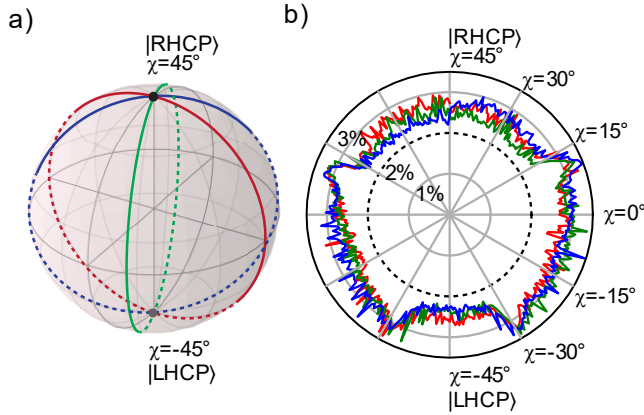 a)
|RHCP⟩
χ=45°
χ=-45°
|LHCP⟩
b)
|RHCP⟩
χ=45°
χ=30°
χ=15°
3%
2%
1%
χ=0°
χ=-15°
χ=-30°
χ=-45°
|LHCP⟩